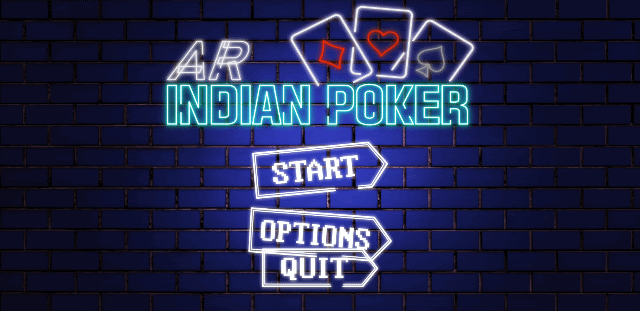 AR
INDIAN POKER
START
OPTIONS
QUIT